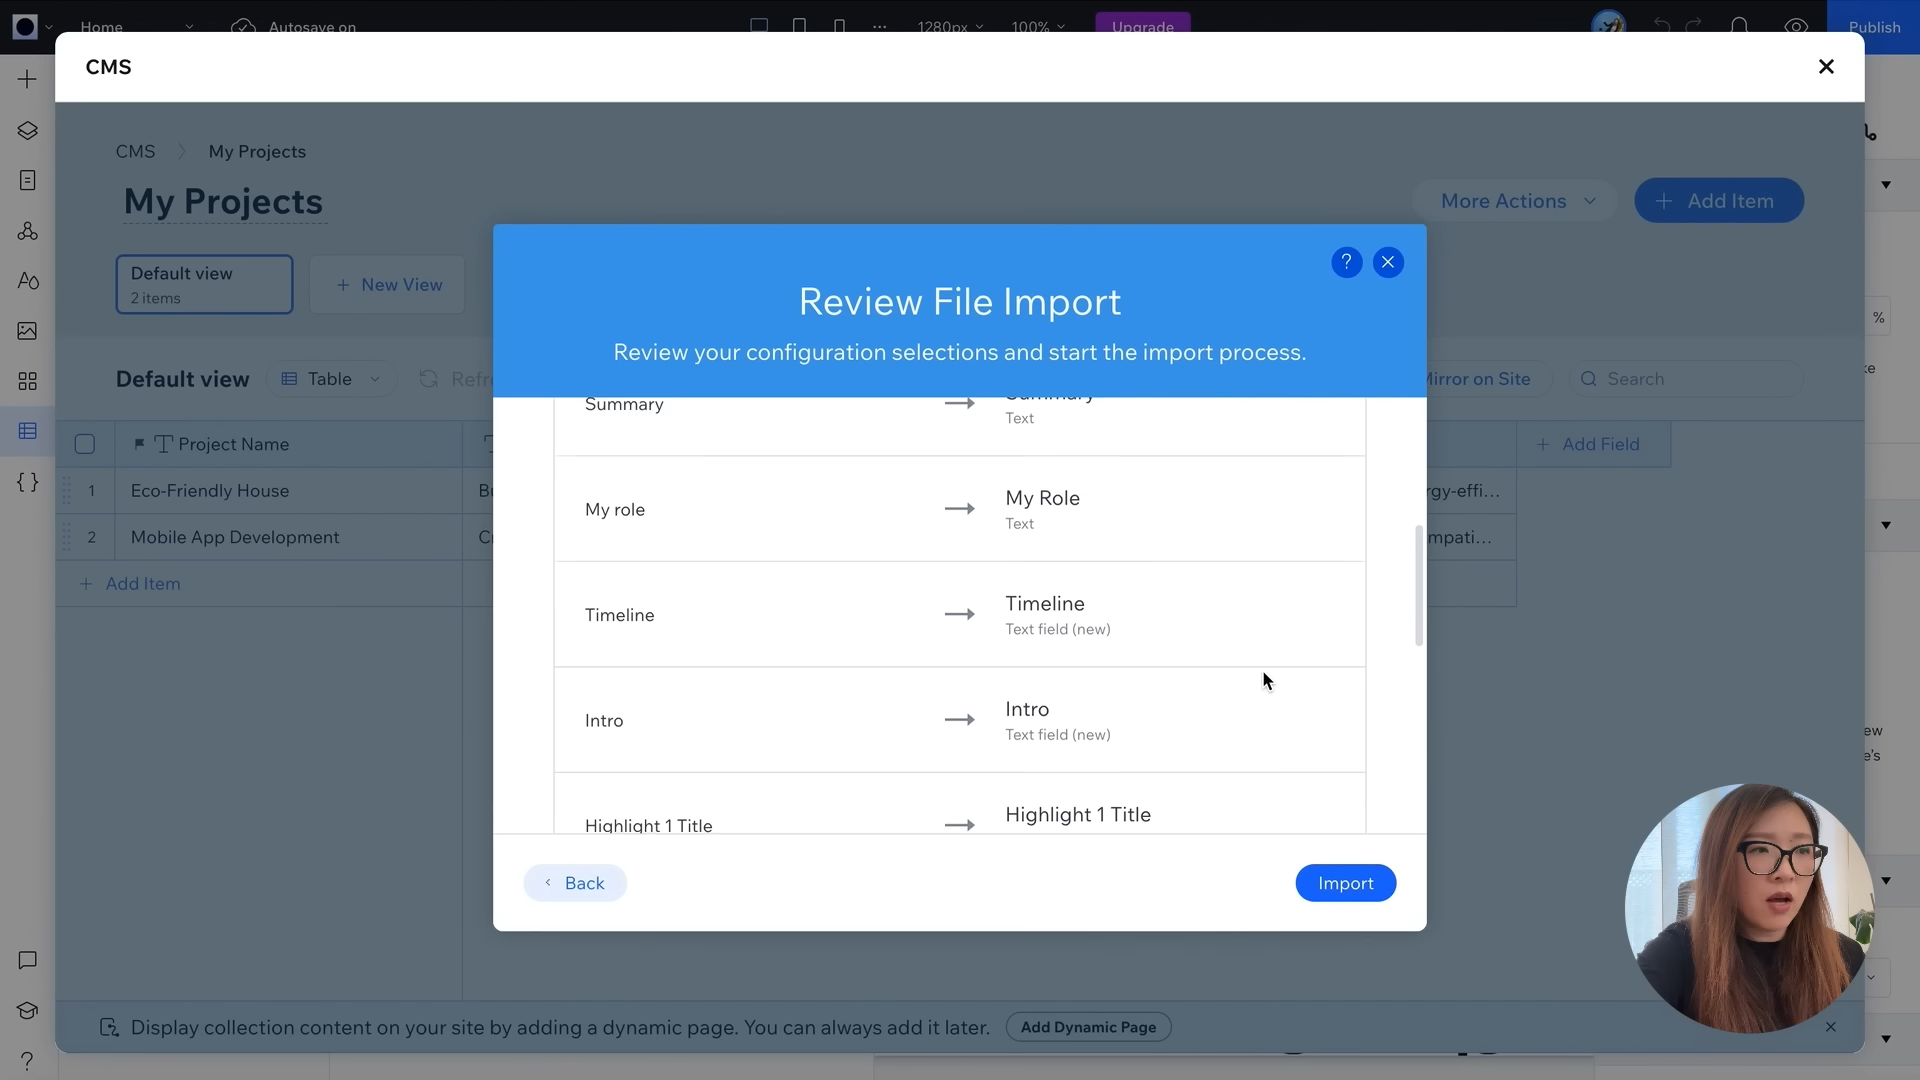 Home
Autosave on
1280px
100%
Upgrade
Publish
CMS
CMS
My Projects
My Projects
More Actions
+ Add Item
Default view
2 items
+ New View
Review File Import
Review your configuration selections and start the import process.
%
Default view
Table
Mirror on Site
Search
Project Name
+ Add Field
1
Eco-Friendly House
rgy-effi...
2
Mobile App Development
mpati...
+ Add Item
Summary
Summary
Text
My role
My Role
Text
Timeline
Timeline
Text field (new)
Intro
Intro
Text field (new)
Highlight 1 Title
Highlight 1 Title
Back
Import
Display collection content on your site by adding a dynamic page. You can always add it later.
Add Dynamic Page